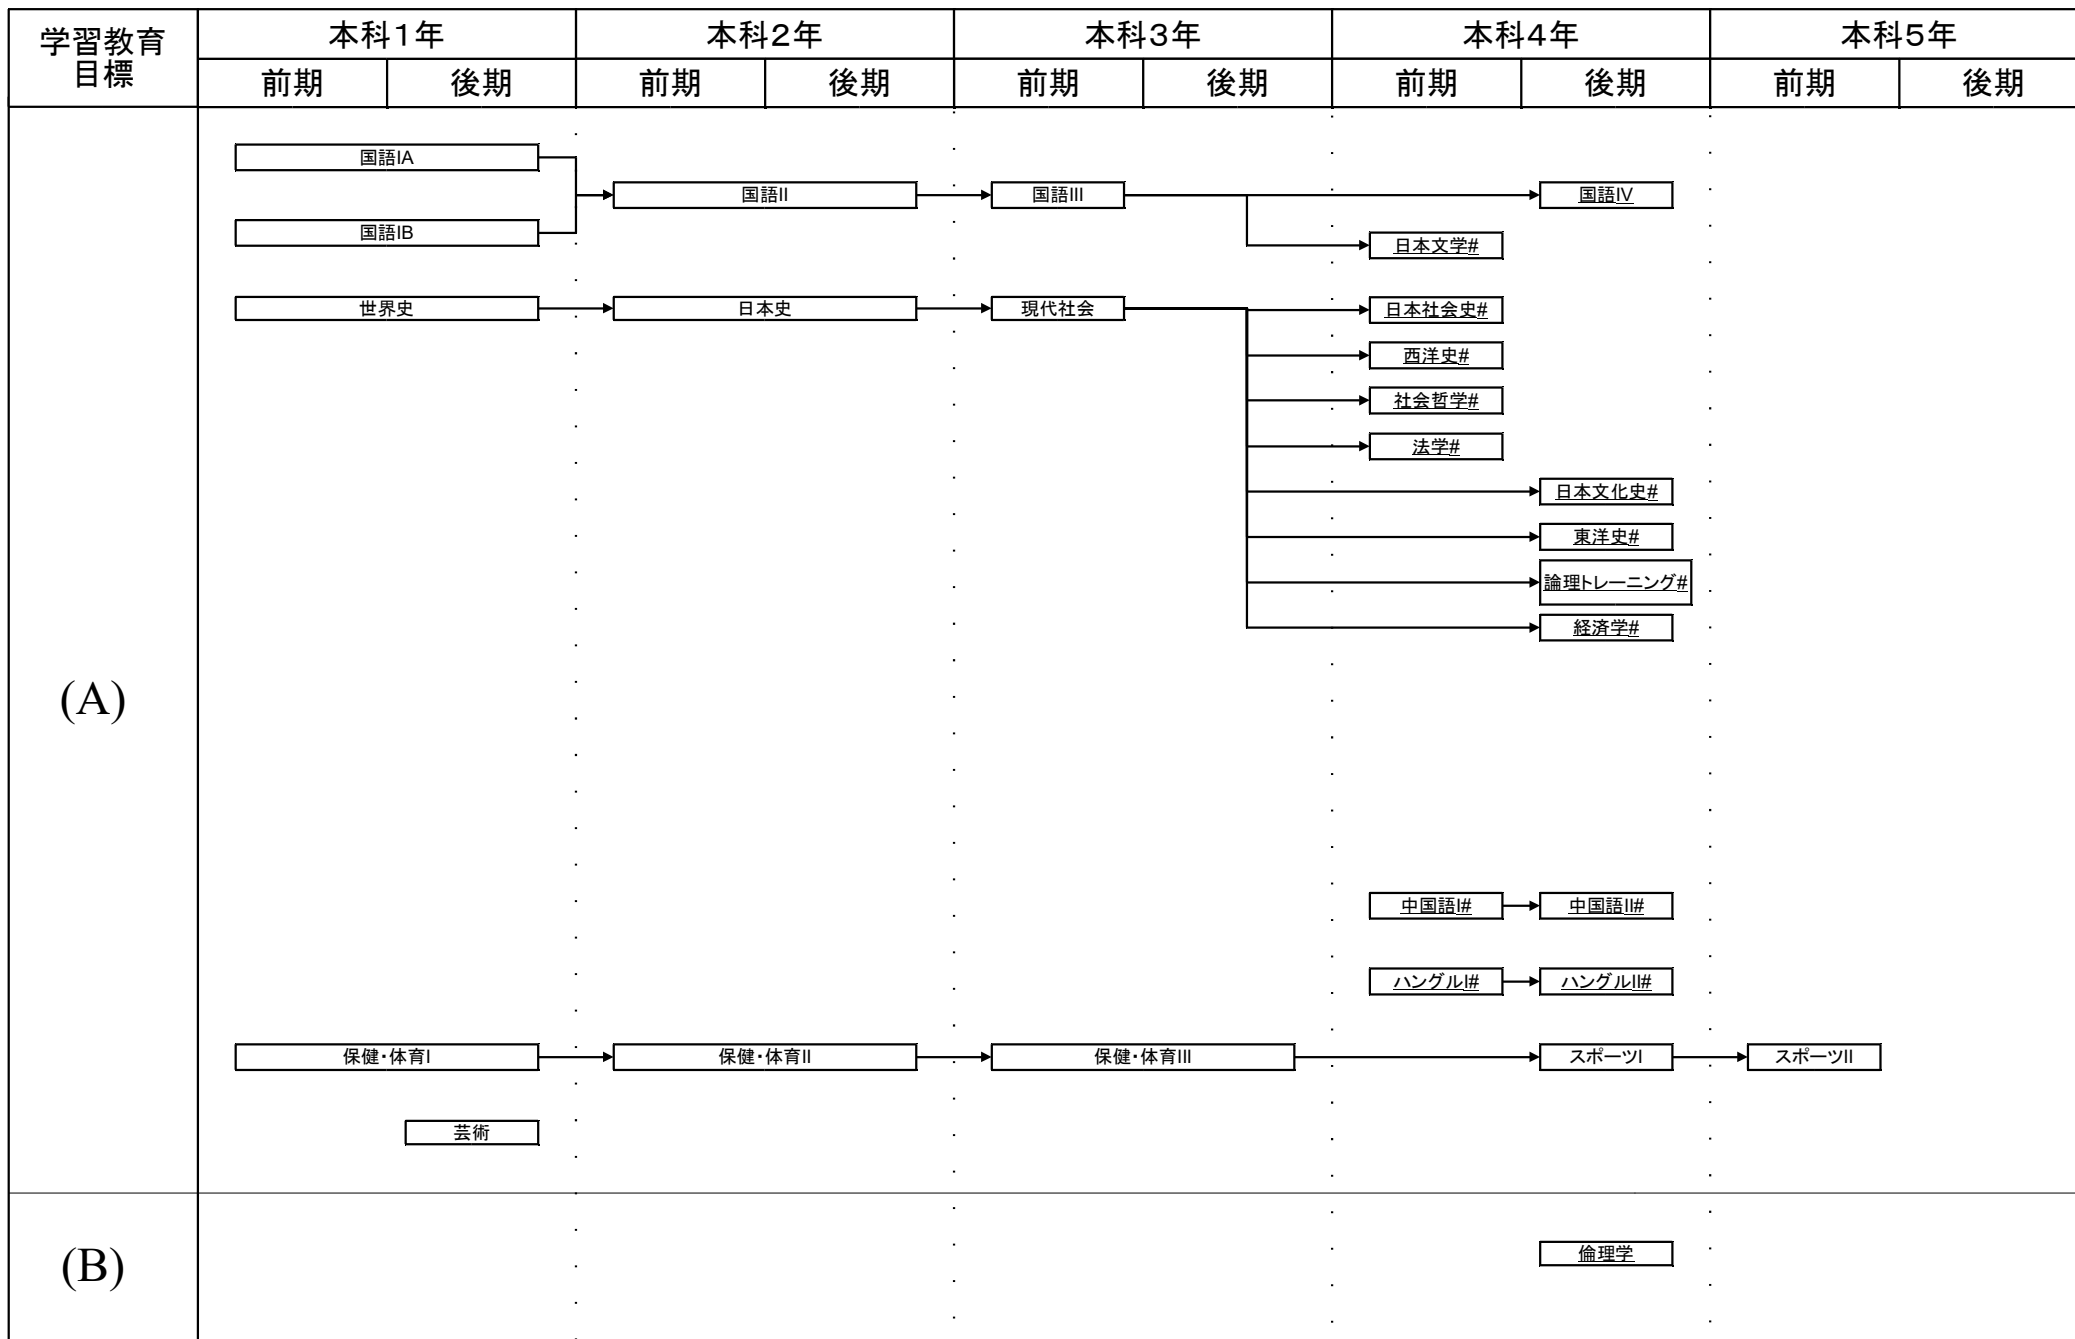 学習教育
目標
本科1年 本科2年 本科3年 本科4年 本科5年
前期 後期 前期 後期 前期 後期 前期 後期 前期 後期
国語IA
国語II 国語III 国語IV
国語IB
日本文学#
世界史 日本史 現代社会 日本社会史#
西洋史#
社会哲学#
法学#
日本文化史#
東洋史#
論理トレーニング#
経済学#
(A)
中国語I# 中国語II#
ハングルI# ハングルII#
保健・体育I 保健・体育II 保健・体育III スポーツI スポーツII
芸術
(B)
倫理学